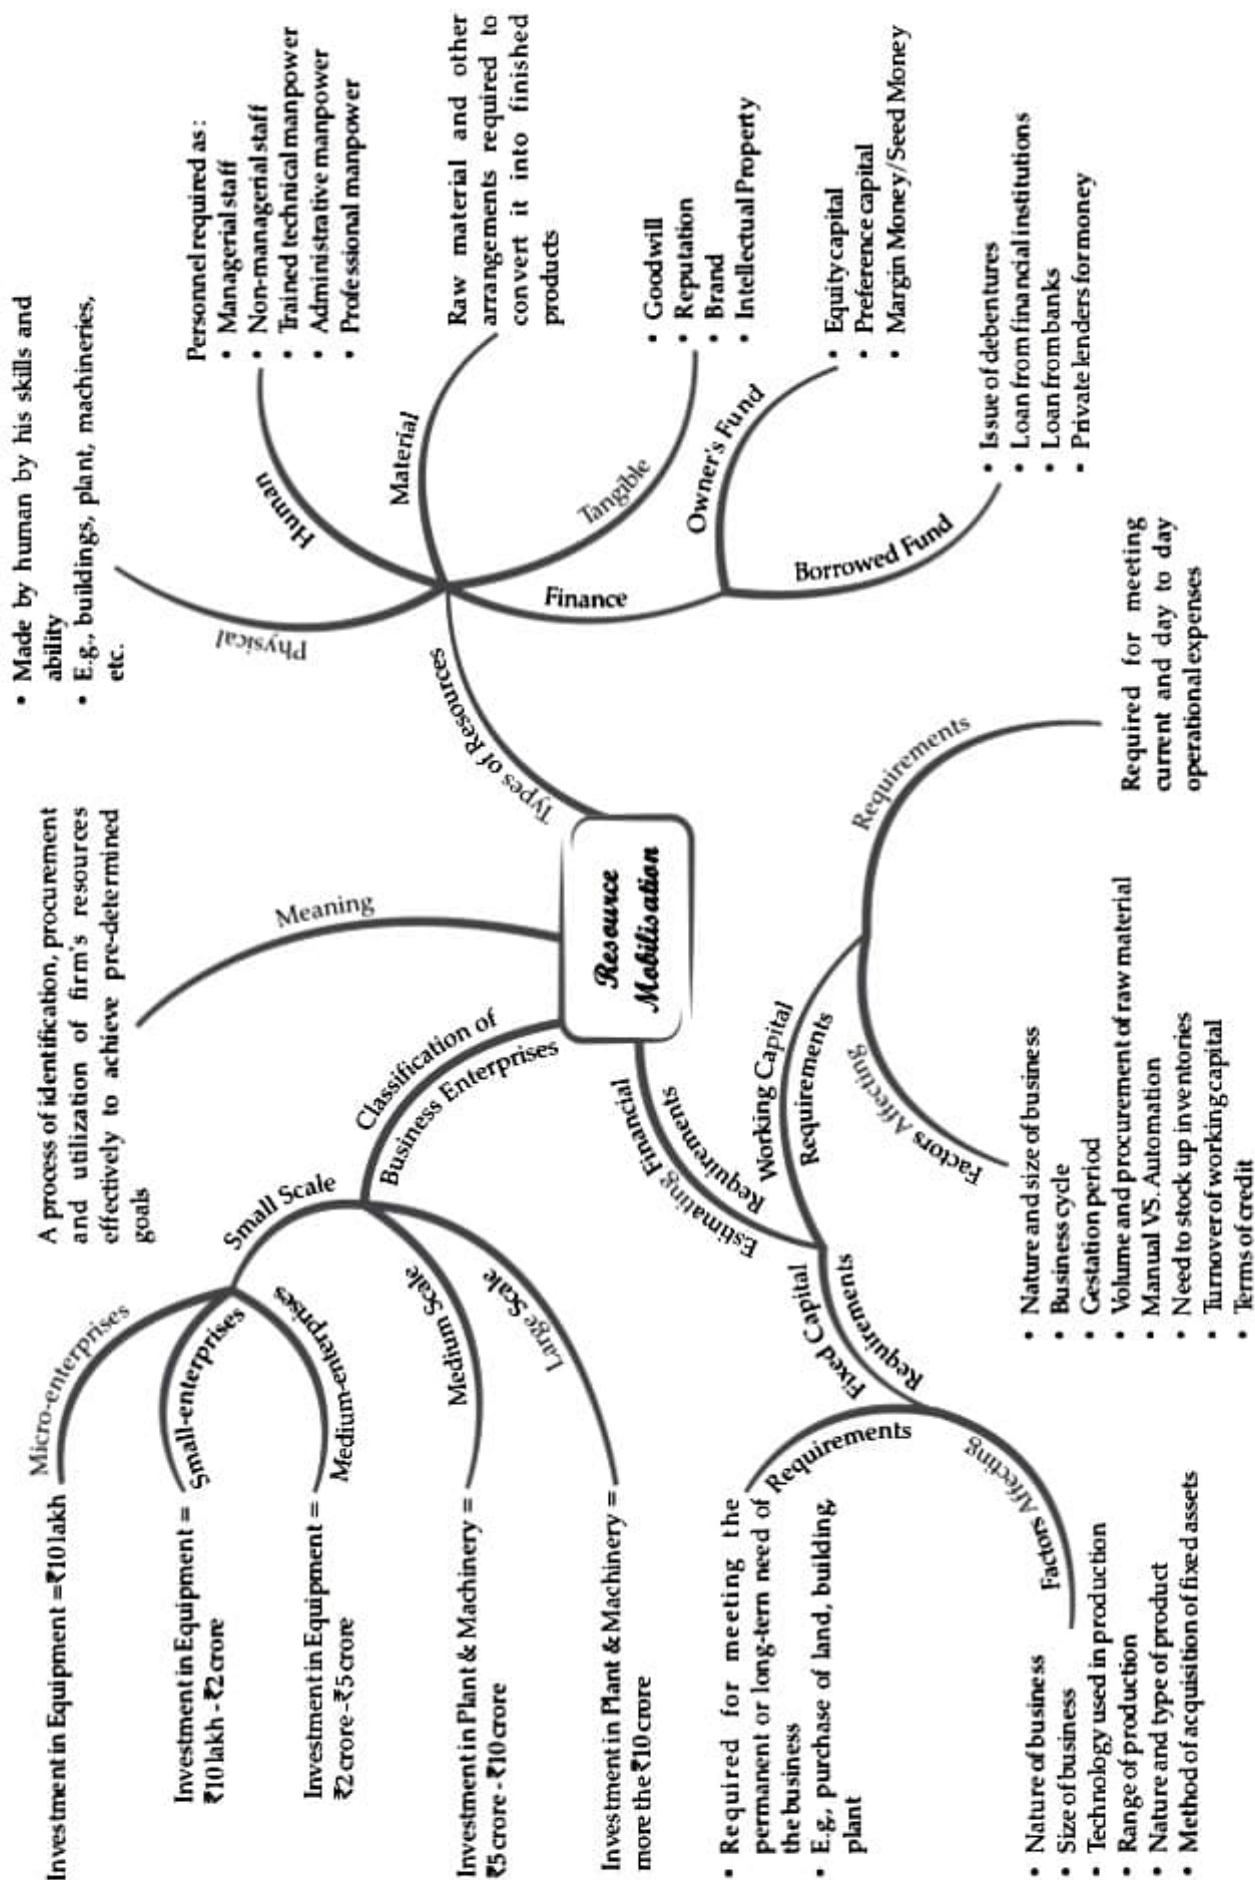 Resource
Mobilisation
Meaning
A process of identification, procurement
and utilization of firm's resources
effectively to achieve pre-determined
goals
Types of Resources
Physical
• Made by human by his skills and
ability
• E.g., buildings, plant, machineries,
etc.
Human
Personnel required as :
• Managerial staff
• Non-managerial staff
• Trained technical manpower
• Administrative manpower
• Professional manpower
Material
Raw material and other
arrangements required to
convert it into finished
products
Tangible
• Goodwill
• Reputation
• Brand
• Intellectual Property
Finance
Owner's Fund
• Equity capital
• Preference capital
• Margin Money/Seed Money
Borrowed Fund
• Issue of debentures
• Loan from financial institutions
• Loan from banks
• Private lenders for money
Classification of
Business Enterprises
Small Scale
Micro-enterprises
Investment in Equipment =₹10 lakh
Small-enterprises
Investment in Equipment =
₹10 lakh - ₹2 crore
Medium-enterprises
Investment in Equipment =
₹2 crore - ₹5 crore
Medium Scale
Investment in Plant & Machinery =
₹5 crore - ₹10 crore
Large Scale
Investment in Plant & Machinery =
more the ₹10 crore
Estimating Financial
Requirements
Fixed Capital
Requirements
Requirements
• Required for meeting the
permanent or long-tern need of
the business
• E.g., purchase of land, building,
plant
Factors Affecting
• Nature of business
• Size of business
• Technology used in production
• Range of production
• Nature and type of product
• Method of acquisition of fixed assets
Working Capital
Requirements
Factors Affecting
• Nature and size of business
• Business cycle
• Gestation period
• Volume and procurement of raw material
• Manual VS. Automation
• Need to stock up inventories
• Turnover of working capital
• Terms of credit
Requirements
Required for meeting
current and day to day
operational expenses